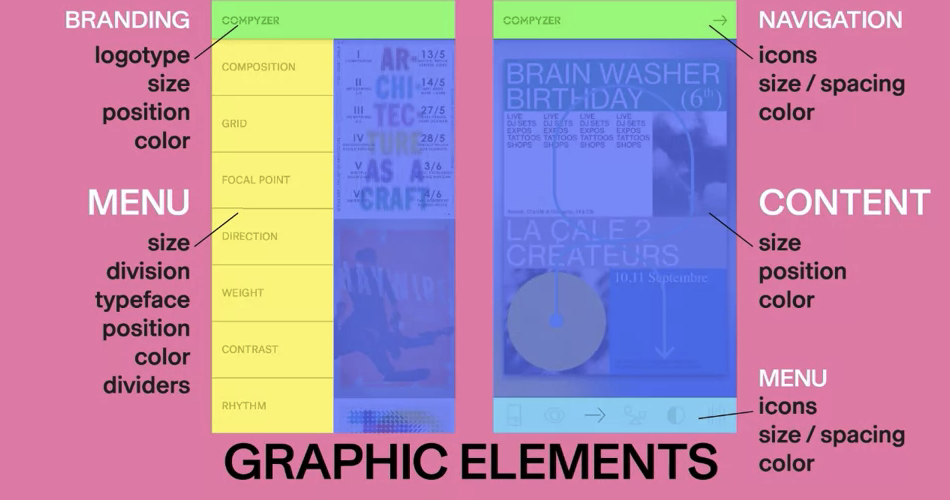 BRANDING
logotype
size
position
color
MENU
size
division
typeface
position
color
dividers
COMPYZER
COMPOSITION
GRID
FOCAL POINT
DIRECTION
WEIGHT
CONTRAST
RHYTHM
I
AR-
13/5
II
CHI
14/5
III
TEC-
27/5
IV
TURE
28/5
V
AS A
3/6
CRAFT
4/6
COMPYZER
BRAIN WASHER
BIRTHDAY (6th)
LIVE LIVE LIVE LIVE
DJ SETS DJ SETS DJ SETS DJ SETS
EXPOS EXPOS EXPOS EXPOS
TATTOOS TATTOOS TATTOOS TATTOOS
SHOPS SHOPS SHOPS SHOPS
LA CALE 2
CREATEURS
10,11 Septembre
NAVIGATION
icons
size / spacing
color
CONTENT
size
position
color
MENU
icons
size / spacing
color
GRAPHIC ELEMENTS